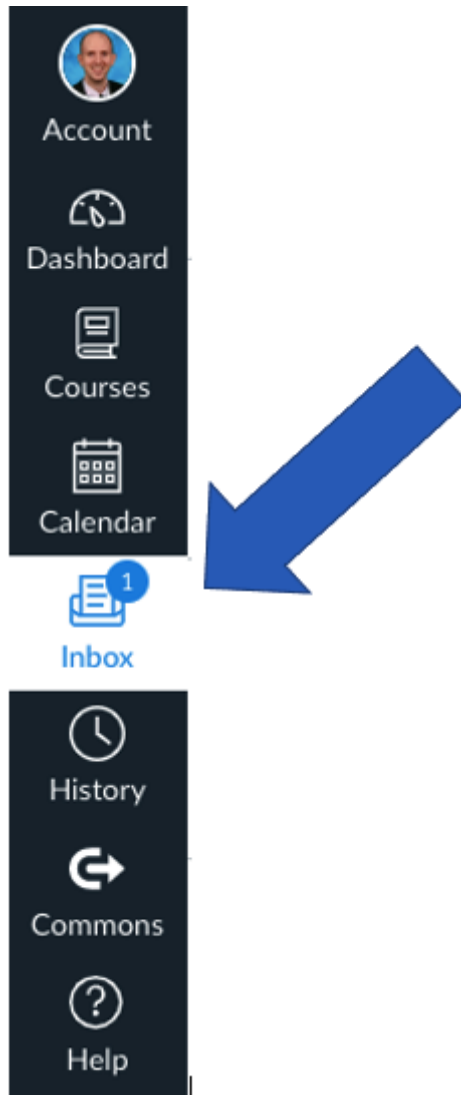 Account
Dashboard
Courses
Calendar
1
Inbox
History
Commons
?
Help